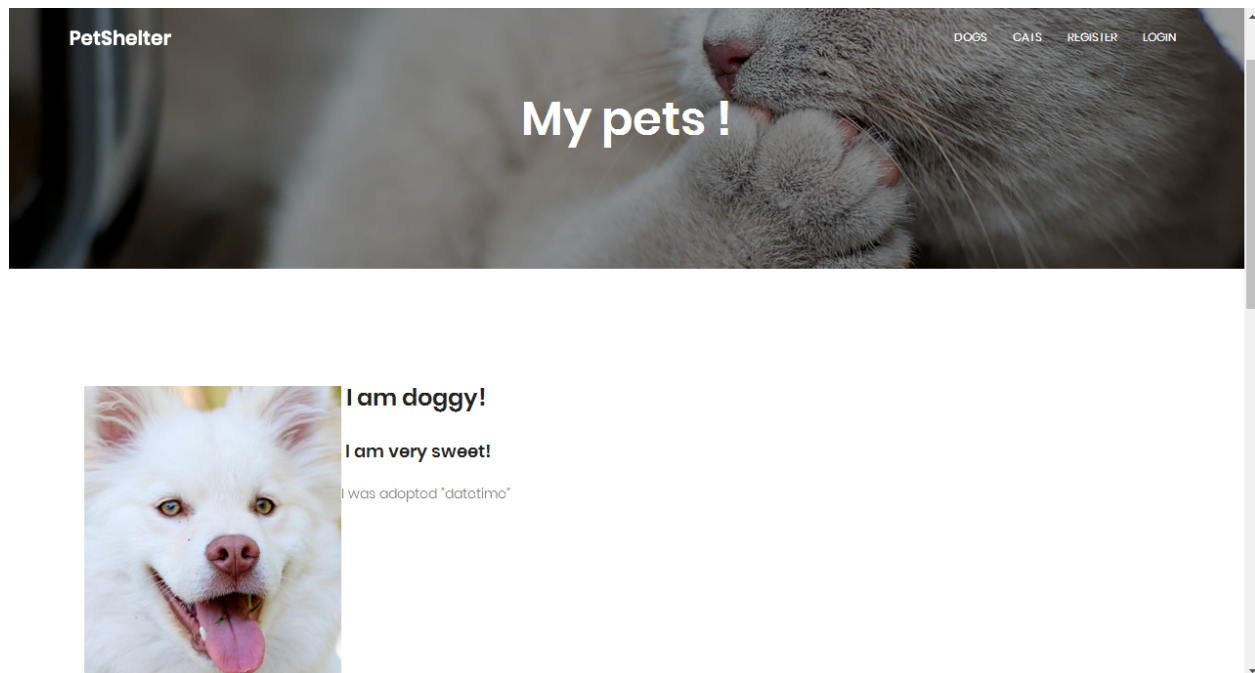 PetShelter DOGS CATS REGISTER LOGIN
My pets !
I am doggy!
I am very sweet!
I was adopted "datetime"